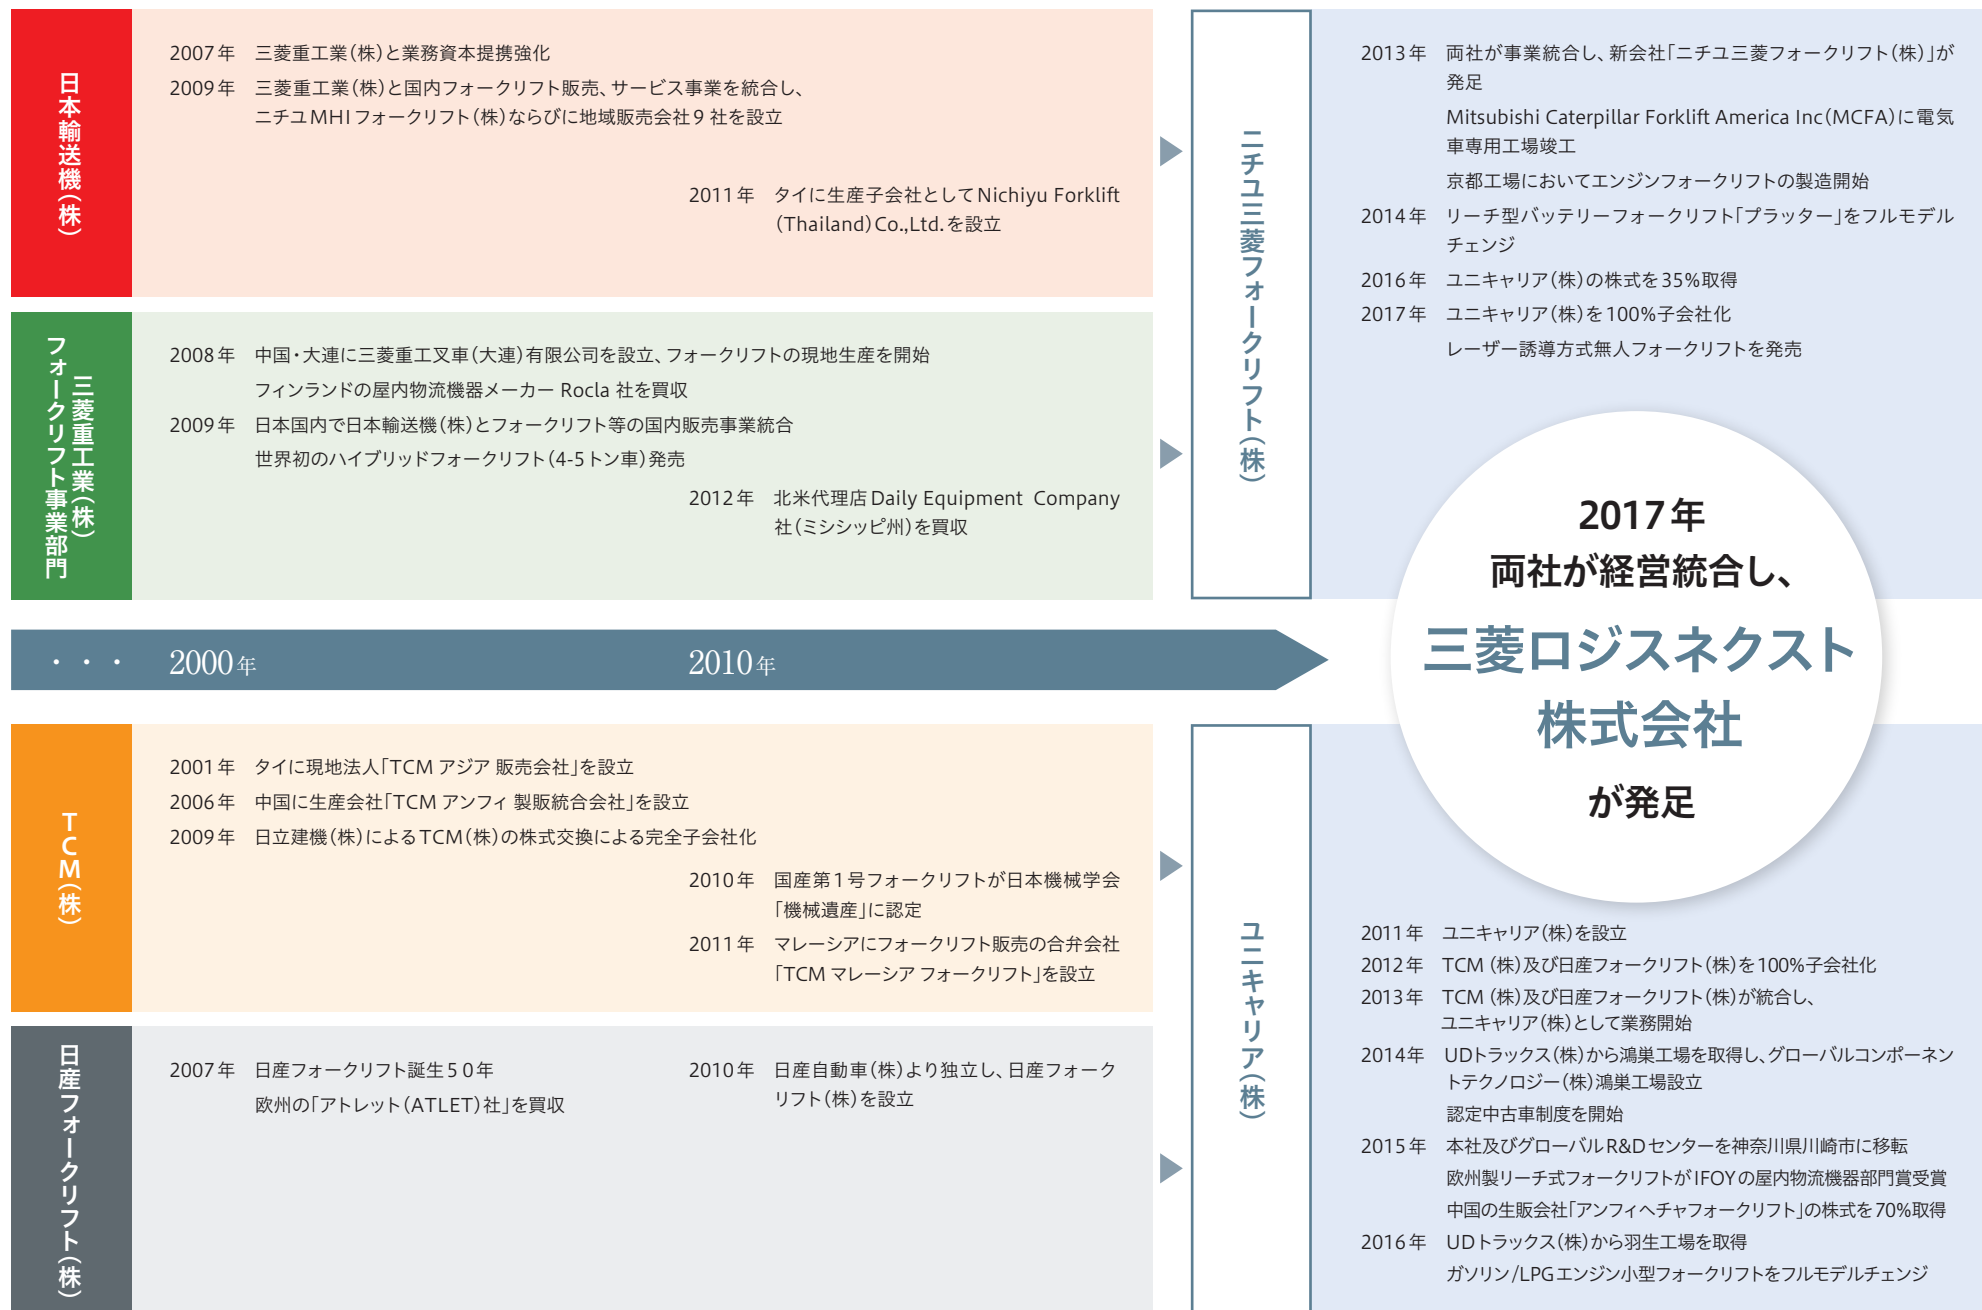 日本輸送機(株)
2007年 三菱重工業(株)と業務資本提携強化
2009年 三菱重工業(株)と国内フォークリフト販売、サービス事業を統合し、
ニチユMHIフォークリフト(株)ならびに地域販売会社9社を設立
2011年 タイに生産子会社としてNichiyu Forklift
(Thailand)Co.,Ltd.を設立
三菱重工業(株)
フォークリフト事業部門
2008年 中国・大連に三菱重工叉車(大連)有限公司を設立、フォークリフトの現地生産を開始
フィンランドの屋内物流機器メーカー Rocla 社を買収
2009年 日本国内で日本輸送機(株)とフォークリフト等の国内販売事業統合
世界初のハイブリッドフォークリフト(4-5トン車)発売
2012年 北米代理店Daily Equipment Company
社(ミシシッピ州)を買収
ニチユ三菱フォークリフト(株)
2013年 両社が事業統合し、新会社「ニチユ三菱フォークリフト(株)」が
発足
Mitsubishi Caterpillar Forklift America Inc(MCFA)に電気
車専用工場竣工
京都工場においてエンジンフォークリフトの製造開始
2014年 リーチ型バッテリーフォークリフト「プラッター」をフルモデル
チェンジ
2016年 ユニキャリア(株)の株式を35%取得
2017年 ユニキャリア(株)を100%子会社化
レーザー誘導方式無人フォークリフトを発売
・・・ 2000年 2010年
2017年
両社が経営統合し、
三菱ロジスネクスト
株式会社
が発足
TCM(株)
2001年 タイに現地法人「TCM アジア 販売会社」を設立
2006年 中国に生産会社「TCM アンフィ 製販統合会社」を設立
2009年 日立建機(株)によるTCM(株)の株式交換による完全子会社化
2010年 国産第1号フォークリフトが日本機械学会
「機械遺産」に認定
2011年 マレーシアにフォークリフト販売の合弁会社
「TCM マレーシア フォークリフト」を設立
日産フォークリフト(株)
2007年 日産フォークリフト誕生50年
欧州の「アトレット(ATLET)社」を買収
2010年 日産自動車(株)より独立し、日産フォーク
リフト(株)を設立
ユニキャリア(株)
2011年 ユニキャリア(株)を設立
2012年 TCM (株)及び日産フォークリフト(株)を100%子会社化
2013年 TCM (株)及び日産フォークリフト(株)が統合し、
ユニキャリア(株)として業務開始
2014年 UDトラックス(株)から鴻巣工場を取得し、グローバルコンポーネン
トテクノロジー(株)鴻巣工場設立
認定中古車制度を開始
2015年 本社及びグローバルR&Dセンターを神奈川県川崎市に移転
欧州製リーチ式フォークリフトがIFOYの屋内物流機器部門賞受賞
中国の生販会社「アンフィヘチャフォークリフト」の株式を70%取得
2016年 UDトラックス(株)から羽生工場を取得
ガソリン/LPGエンジン小型フォークリフトをフルモデルチェンジ